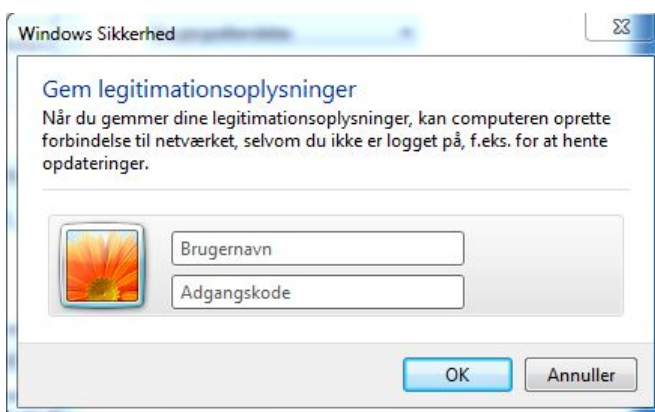 Windows Sikkerhed
Gem legitimationsoplysninger
Når du gemmer dine legitimationsoplysninger, kan computeren oprette
forbindelse til netværket, selvom du ikke er logget på, f.eks. for at hente
opdateringer.
Brugernavn
Adgangskode
OK
Annuller